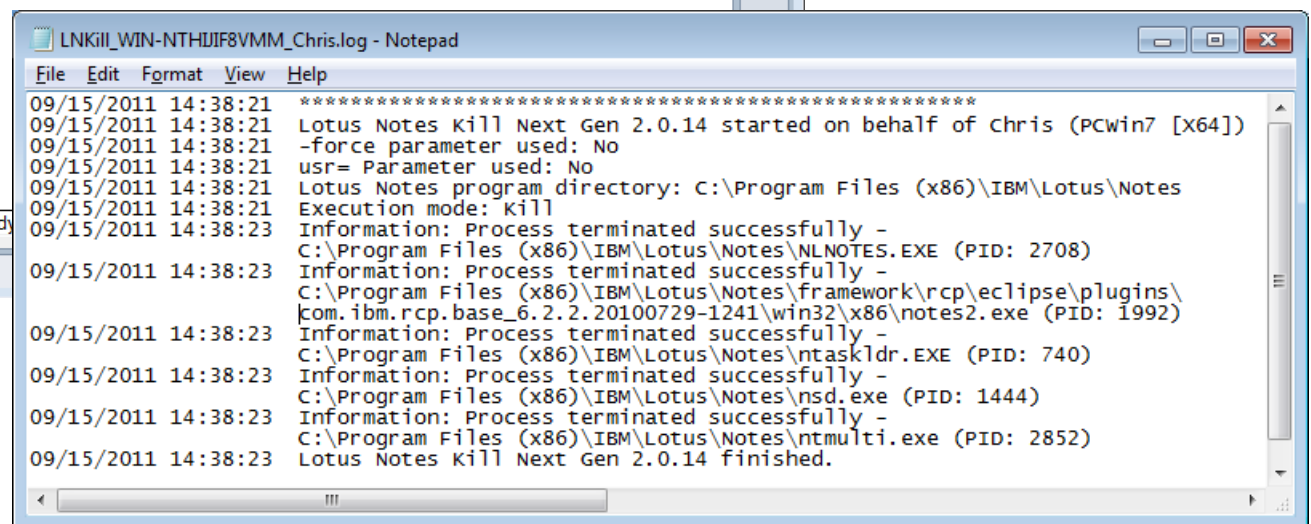 LNKill_WIN-NTHIJIF8VMM_Chris.log - Notepad
File Edit Format View Help
09/15/2011 14:38:21 *****************************************************
09/15/2011 14:38:21 Lotus Notes Kill Next Gen 2.0.14 started on behalf of Chris (PCWin7 [X64])
09/15/2011 14:38:21 -force parameter used: No
09/15/2011 14:38:21 usr= Parameter used: No
09/15/2011 14:38:21 Lotus Notes program directory: C:\Program Files (x86)\IBM\Lotus\Notes
09/15/2011 14:38:21 Execution mode: Kill
09/15/2011 14:38:23 Information: Process terminated successfully -
C:\Program Files (x86)\IBM\Lotus\Notes\NLNOTES.EXE (PID: 2708)
09/15/2011 14:38:23 Information: Process terminated successfully -
C:\Program Files (x86)\IBM\Lotus\Notes\framework\rcp\eclipse\plugins\
com.ibm.rcp.base_6.2.2.20100729-1241\win32\x86\notes2.exe (PID: 1992)
09/15/2011 14:38:23 Information: Process terminated successfully -
C:\Program Files (x86)\IBM\Lotus\Notes\ntaskldr.EXE (PID: 740)
09/15/2011 14:38:23 Information: Process terminated successfully -
C:\Program Files (x86)\IBM\Lotus\Notes\nsd.exe (PID: 1444)
09/15/2011 14:38:23 Information: Process terminated successfully -
C:\Program Files (x86)\IBM\Lotus\Notes\ntmulti.exe (PID: 2852)
09/15/2011 14:38:23 Lotus Notes Kill Next Gen 2.0.14 finished.